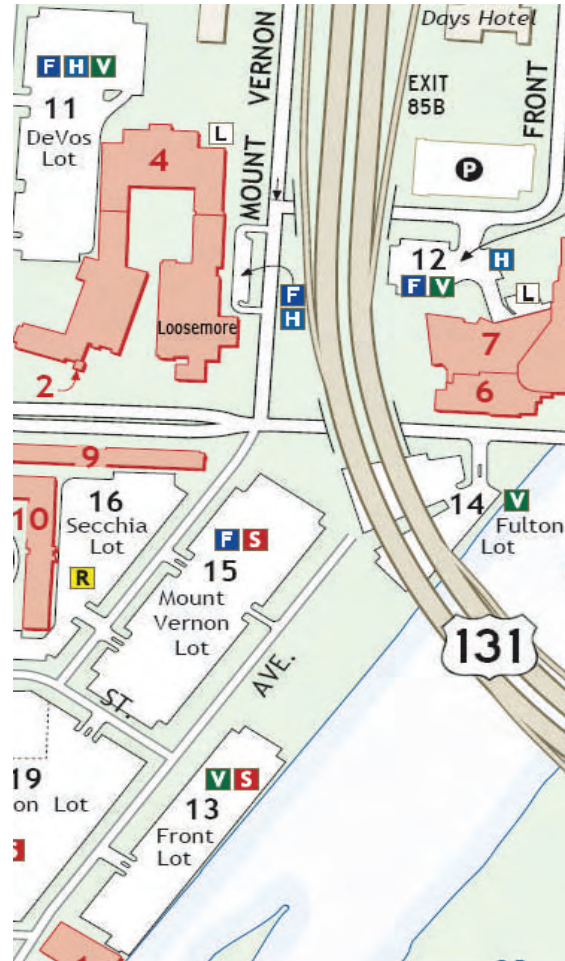 Days Hotel
VERNON
FRONT
EXIT
85B
F H V
11
DeVos
Lot
L
4
MOUNT
P
12
H
F V
F
H
L
Loosemore
7
2
6
9
16
Secchia
Lot
10
14
V
Fulton
Lot
F S
15
Mount
Vernon
Lot
R
131
AVE.
ST.
19
on Lot
S
V S
13
Front
Lot